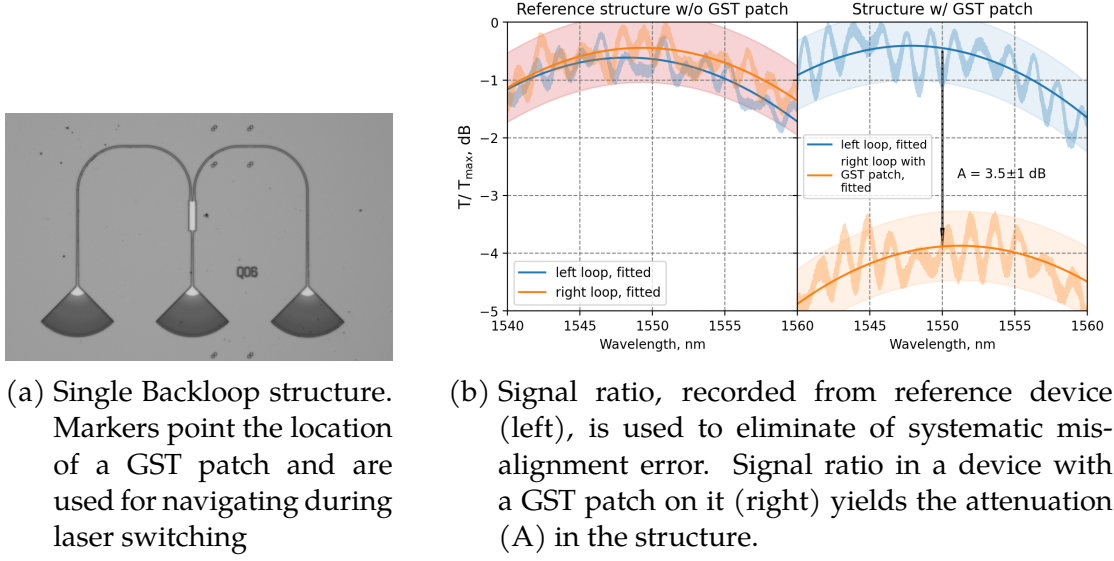 Q06
(a) Single Backloop structure.
Markers point the location
of a GST patch and are
used for navigating during
laser switching
Reference structure w/o GST patch
Structure w/ GST patch
T/ Tmax, dB
0
−1
−2
−3
−4
−5
left loop, fitted
right loop, fitted
1540
1545
1550
1555
1560
Wavelength, nm
left loop, fitted
right loop with
GST patch,
fitted
A = 3.5±1 dB
1545
1550
1555
1560
Wavelength, nm
(b) Signal ratio, recorded from reference device
(left), is used to eliminate of systematic mis-
alignment error. Signal ratio in a device with
a GST patch on it (right) yields the attenuation
(A) in the structure.